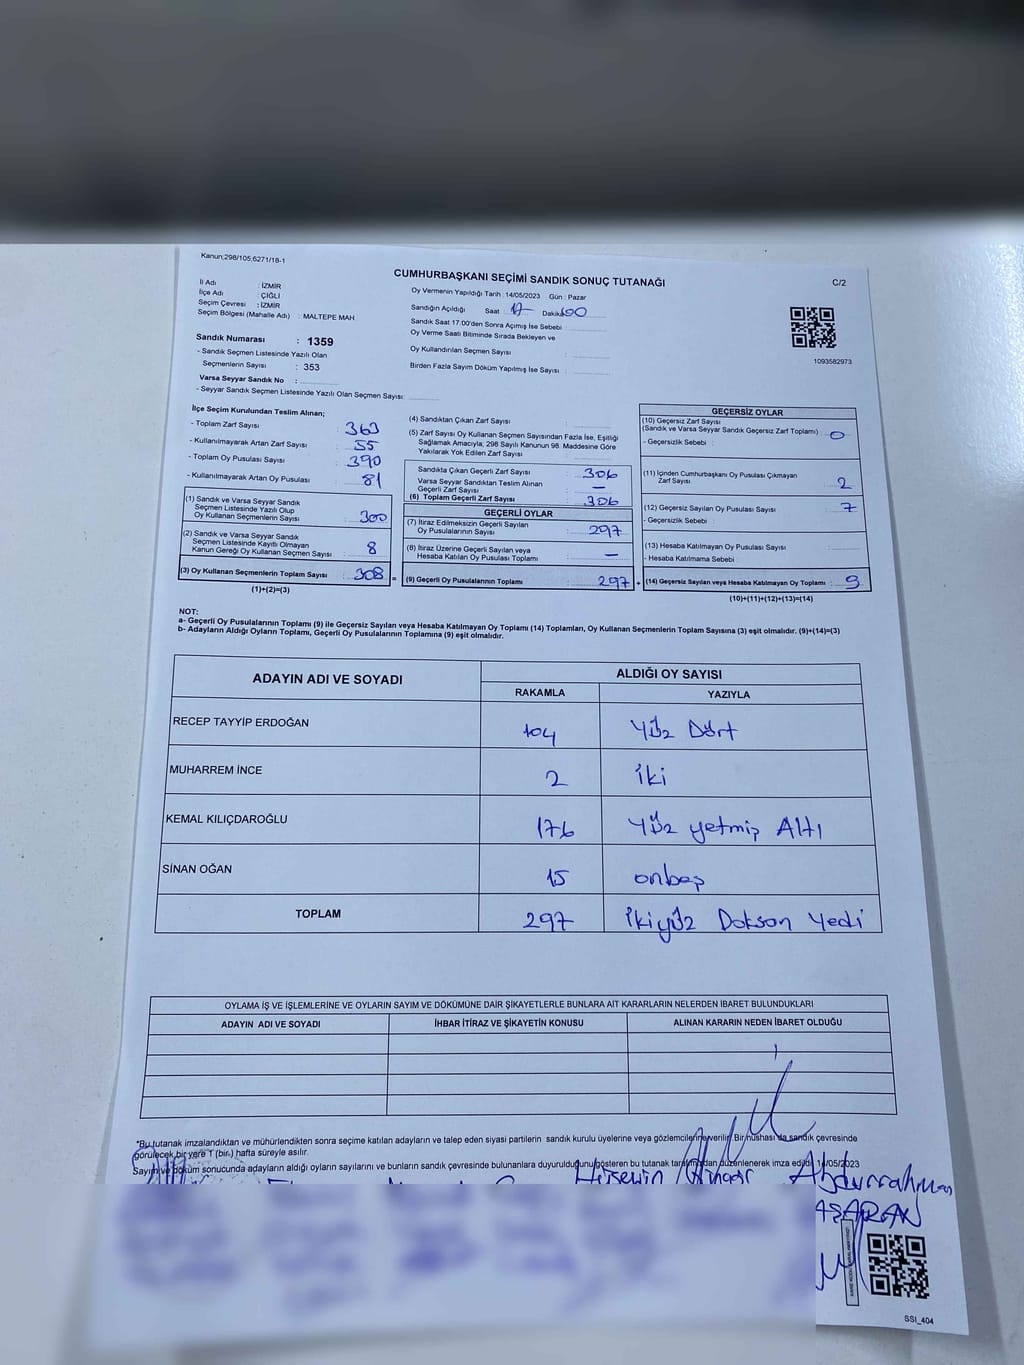 Kanun;298/105,6271/18-1
CUMHURBAŞKANI SEÇİMİ SANDIK SONUÇ TUTANAĞI
C/2
İl Adı : İZMİR
İlçe Adı ÇİĞLİ
Seçim Çevresi : İZMİR
Seçim Bölgesi (Mahalle Adı) : MALTEPE MAH
Oy Vermenin Yapıldığı Tarih : 14/05/2023 Gün : Pazar
Sandığın Açıldığı Saat 17 Dakika 00
Sandık Saat 17:00'den Sonra Açımış İse Sebebi :
Oy Verme Saati Bitiminde Sırada Bekleyen ve
Oy Kullandırılan Seçmen Sayısı :
Birden Fazla Sayım Döküm Yapılmış İse Sayısı :
1093582973
Sandık Numarası : 1359
- Sandık Seçmen Listesinde Yazılı Olan
Seçmenlerin Sayısı : 353
Varsa Seyyar Sandık No :
- Seyyar Sandık Seçmen Listesinde Yazılı Olan Seçmen Sayısı:
İlçe Seçim Kurulundan Teslim Alınan;
- Toplam Zarf Sayısı : 363
- Kullanılmayarak Artan Zarf Sayısı : 55
- Toplam Oy Pusulası Sayısı : 390
- Kullanılmayarak Artan Oy Pusulası : 81
(1) Sandık ve Varsa Seyyar Sandık
Seçmen Listesinde Yazılı Olup
Oy Kullanan Seçmenlerin Sayısı : 300
(2) Sandık ve Varsa Seyyar Sandık
Seçmen Listesinde Kayıtlı Olmayan
Kanun Gereği Oy Kullanan Seçmen Sayısı : 8
(3) Oy Kullanan Seçmenlerin Toplam Sayısı : 308 =
(1)+(2)=(3)
(4) Sandıktan Çıkan Zarf Sayısı :
(5) Zarf Sayısı Oy Kullanan Seçmen Sayısından Fazla İse, Eşitliği
Sağlamak Amacıyla, 298 Sayılı Kanunun 98. Maddesine Göre
Yakılarak Yok Edilen Zarf Sayısı :
Sandıkta Çıkan Geçerli Zarf Sayısı : 306
Varsa Seyyar Sandıktan Teslim Alınan
Geçerli Zarf Sayısı : —
(6) Toplam Geçerli Zarf Sayısı : 306
GEÇERLİ OYLAR
(7) İtiraz Edilmeksizin Geçerli Sayılan
Oy Pusulalarının Sayısı : 297
(8) İtiraz Üzerine Geçerli Sayılan veya
Hesaba Katılan Oy Pusulası Toplamı : —
(9) Geçerli Oy Pusulalarının Toplamı : 297 +
GEÇERSİZ OYLAR
(10) Geçersiz Zarf Sayısı
(Sandık ve Varsa Seyyar Sandık Geçersiz Zarf Toplamı) : 0
- Geçersizlik Sebebi :
(11) İçinden Cumhurbaşkanı Oy Pusulası Çıkmayan
Zarf Sayısı : 2
(12) Geçersiz Sayılan Oy Pusulası Sayısı : 7
- Geçersizlik Sebebi :
(13) Hesaba Katılmayan Oy Pusulası Sayısı :
- Hesaba Katılmama Sebebi
(14) Geçersiz Sayılan veya Hesaba Katılmayan Oy Toplamı : 9
(10)+(11)+(12)+(13)=(14)
NOT:
a- Geçerli Oy Pusulalarının Toplamı (9) ile Geçersiz Sayılan veya Hesaba Katılmayan Oy Toplamı (14) Toplamları, Oy Kullanan Seçmenlerin Toplam Sayısına (3) eşit olmalıdır. (9)+(14)=(3)
b- Adayların Aldığı Oyların Toplamı, Geçerli Oy Pusulalarının Toplamına (9) eşit olmalıdır.
ADAYIN ADI VE SOYADI ALDIĞI OY SAYISI
RAKAMLA YAZIYLA
RECEP TAYYİP ERDOĞAN 104 Yüz Dört
MUHARREM İNCE 2 iki
KEMAL KILIÇDAROĞLU 176 Yüz yetmiş Altı
SİNAN OĞAN 15 onbeş
TOPLAM 297 ikiyüz Doksan Yedi
OYLAMA İŞ VE İŞLEMLERİNE VE OYLARIN SAYIM VE DÖKÜMÜNE DAİR ŞİKAYETLERLE BUNLARA AİT KARARLARIN NELERDEN İBARET BULUNDUKLARI
ADAYIN ADI VE SOYADI İHBAR İTİRAZ VE ŞİKAYETİN KONUSU ALINAN KARARIN NEDEN İBARET OLDUĞU
*Bu tutanak imzalandıktan ve mühürlendikten sonra seçime katılan adayların ve talep eden siyasi partilerin sandık kurulu üyelerine veya gözlemcilerine verilir. Bir nüshası da sandık çevresinde
görülecek bir yere 1 (bir) hafta süreyle asılır.
Sayım ve döküm sonucunda adayların aldığı oyların sayılarını ve bunların sandık çevresinde bulunanlara duyurulduğunu gösteren bu tutanak tarafımızdan düzenlenerek imza edildi. 14/05/2023
Hüseyin
Abdurrahman
SSI_404